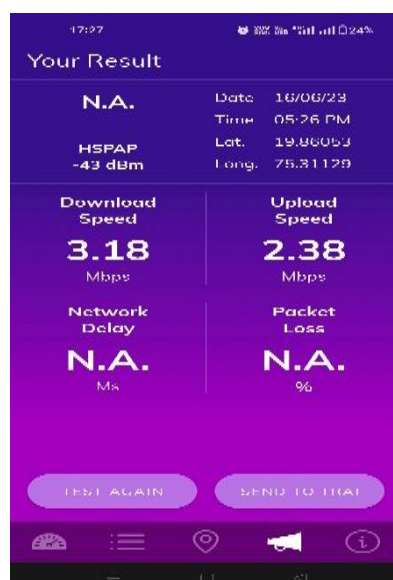 17:27
24%
Your Result
N.A.
HSPAP
-43 dBm
Date 16/06/23
Time 05:26 PM
Lat. 19.86053
Long. 75.31129
Download
Speed
3.18
Mbps
Upload
Speed
2.38
Mbps
Network
Delay
N.A.
Ms
Packet
Loss
N.A.
%
TEST AGAIN
SEND TO TRAI